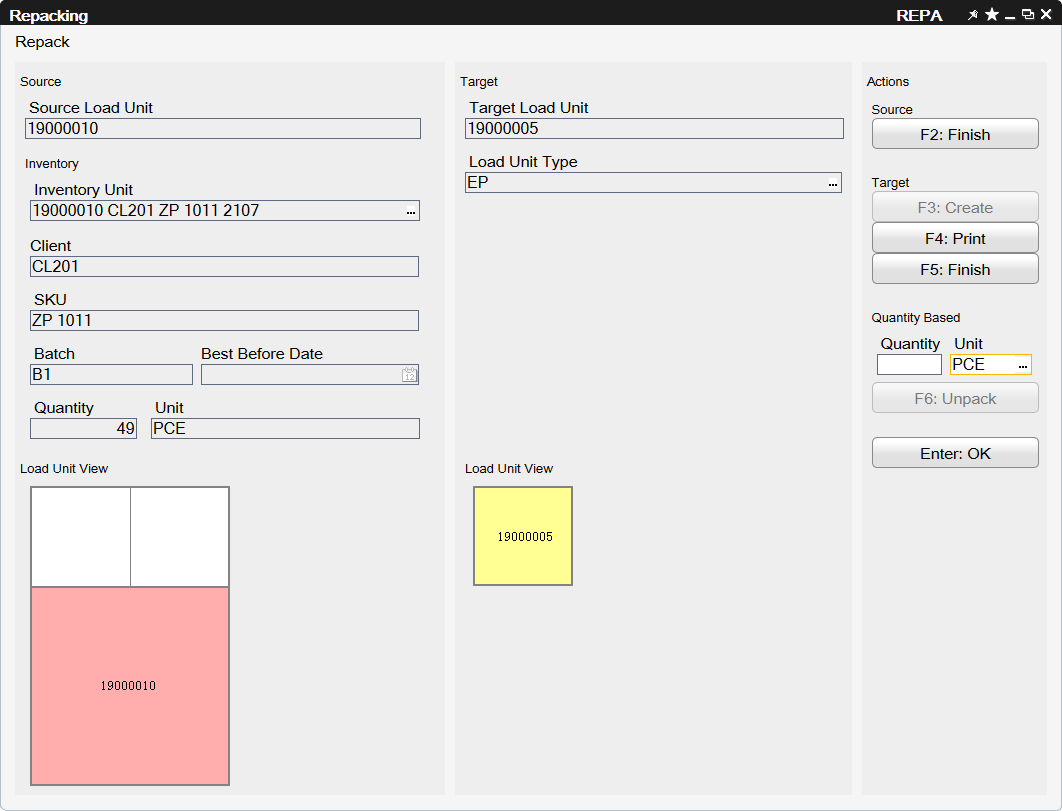 Repacking REPA
Repack
Source
Source Load Unit
19000010
Inventory
Inventory Unit
19000010 CL201 ZP 1011 2107 ...
Client
CL201
SKU
ZP 1011
Batch Best Before Date
B1 12
Quantity Unit
49 PCE
Load Unit View
19000010
Target
Target Load Unit
19000005
Load Unit Type
EP ...
Load Unit View
19000005
Actions
Source
F2: Finish
Target
F3: Create
F4: Print
F5: Finish
Quantity Based
Quantity Unit
PCE ...
F6: Unpack
Enter: OK